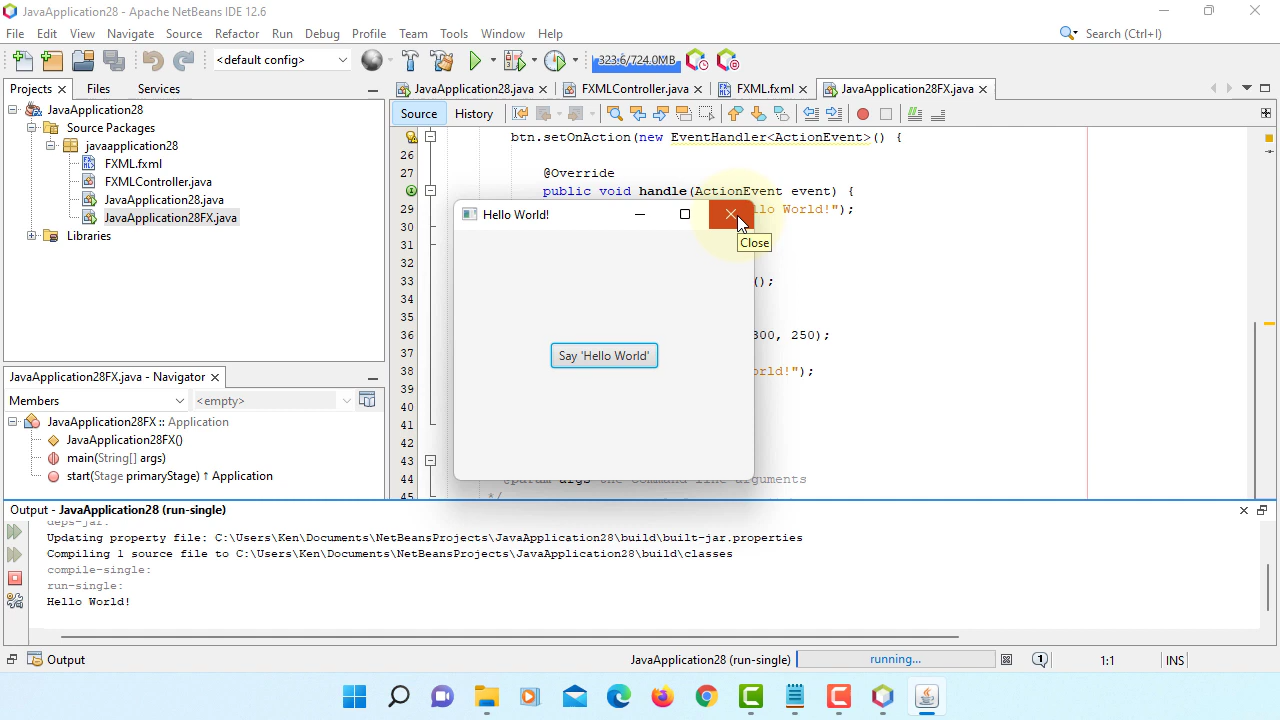 JavaApplication28 - Apache NetBeans IDE 12.6
File Edit View Navigate Source Refactor Run Debug Profile Team Tools Window Help
Search (Ctrl+I)
<default config>
323.6/724.0MB
Projects Files Services
JavaApplication28.java FXMLController.java FXML.fxml JavaApplication28FX.java
JavaApplication28
Source Packages
javaapplication28
FXML.fxml
FXMLController.java
JavaApplication28.java
JavaApplication28FX.java
Libraries
Source History
btn.setOnAction(new EventHandler<ActionEvent>() {
26
27 @Override
public void handle(ActionEvent event) {
29 lo World!");
30
31
32
33 ();
34
35
36 300, 250);
37
38 orld!");
39
40
41
42
43
44 @param args the command line arguments
45 */
Hello World!
Close
Say 'Hello World'
JavaApplication28FX.java - Navigator
Members <empty>
JavaApplication28FX :: Application
JavaApplication28FX()
main(String[] args)
start(Stage primaryStage) ↑ Application
Output - JavaApplication28 (run-single)
deps-jar:
Updating property file: C:\Users\Ken\Documents\NetBeansProjects\JavaApplication28\build\built-jar.properties
Compiling 1 source file to C:\Users\Ken\Documents\NetBeansProjects\JavaApplication28\build\classes
compile-single:
run-single:
Hello World!
Output
JavaApplication28 (run-single) running... 1 1:1 INS